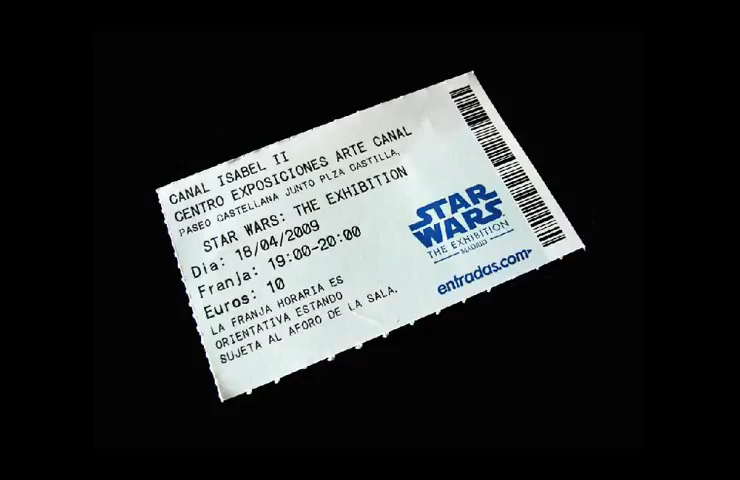 CANAL ISABEL II
CENTRO EXPOSICIONES ARTE CANAL
PASEO CASTELLANA JUNTO PLZA CASTILLA,
STAR WARS: THE EXHIBITION
Dia: 18/04/2009
Franja: 19:00-20:00
Euros: 10
LA FRANJA HORARIA ES
ORIENTATIVA ESTANDO
SUJETA AL AFORO DE LA SALA.
STAR
WARS
THE EXHIBITION
MADRID
entradas.com